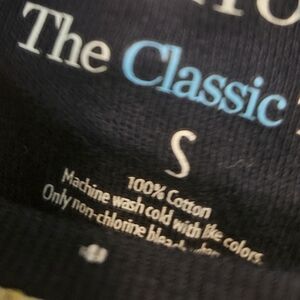 The Classic
S
100% Cotton
Machine wash cold with like colors.
Only non-chlorine bleach